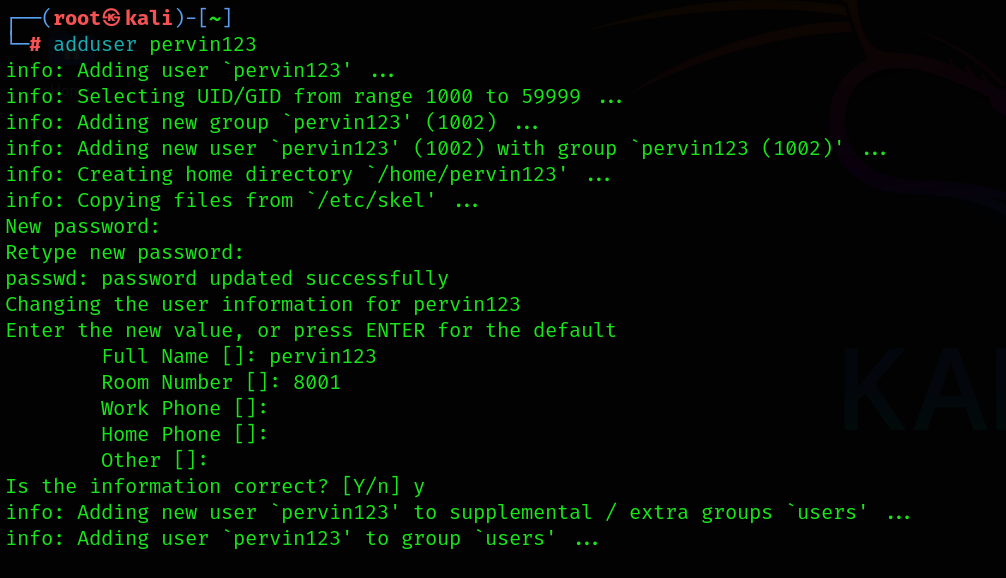 ┌──(root㉿kali)-[~]
└─# adduser pervin123
info: Adding user `pervin123' ...
info: Selecting UID/GID from range 1000 to 59999 ...
info: Adding new group `pervin123' (1002) ...
info: Adding new user `pervin123' (1002) with group `pervin123 (1002)' ...
info: Creating home directory `/home/pervin123' ...
info: Copying files from `/etc/skel' ...
New password:
Retype new password:
passwd: password updated successfully
Changing the user information for pervin123
Enter the new value, or press ENTER for the default
        Full Name []: pervin123
        Room Number []: 8001
        Work Phone []:
        Home Phone []:
        Other []:
Is the information correct? [Y/n] y
info: Adding new user `pervin123' to supplemental / extra groups `users' ...
info: Adding user `pervin123' to group `users' ...
KAL